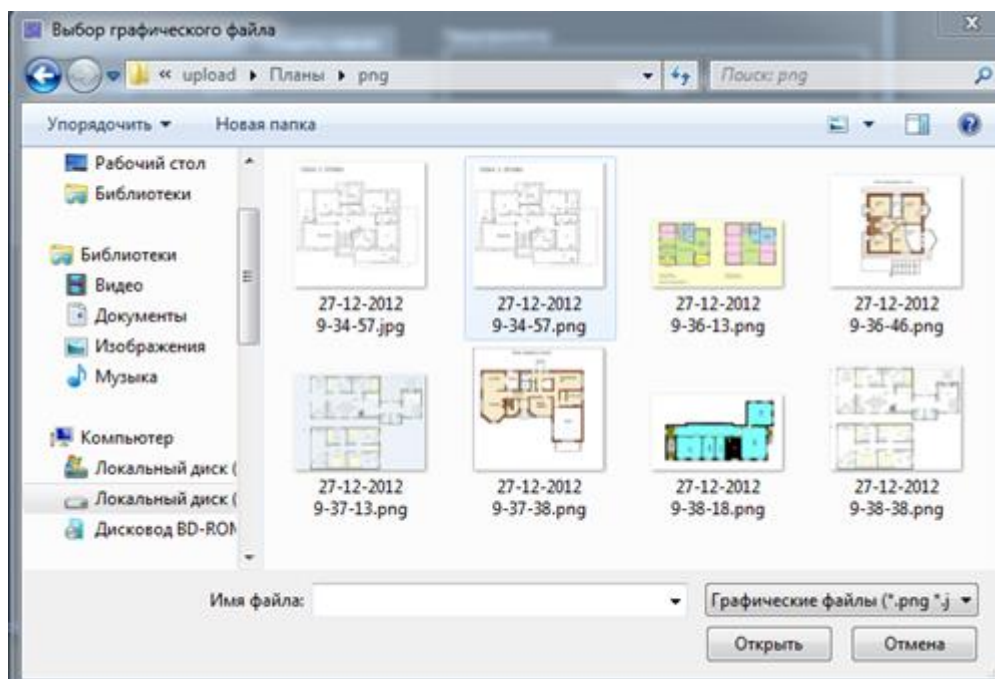 Выбор графического файла
« upload ▸ Планы ▸ png
Поиск: png
Упорядочить
Новая папка
Рабочий стол
Библиотеки
Библиотеки
Видео
Документы
Изображения
Музыка
Компьютер
Локальный диск (
Локальный диск (
Дисковод BD-ROM
27-12-2012
9-34-57.jpg
27-12-2012
9-34-57.png
27-12-2012
9-36-13.png
27-12-2012
9-36-46.png
27-12-2012
9-37-13.png
27-12-2012
9-37-38.png
27-12-2012
9-38-18.png
27-12-2012
9-38-38.png
Имя файла:
Графические файлы (*.png *.j
Открыть
Отмена